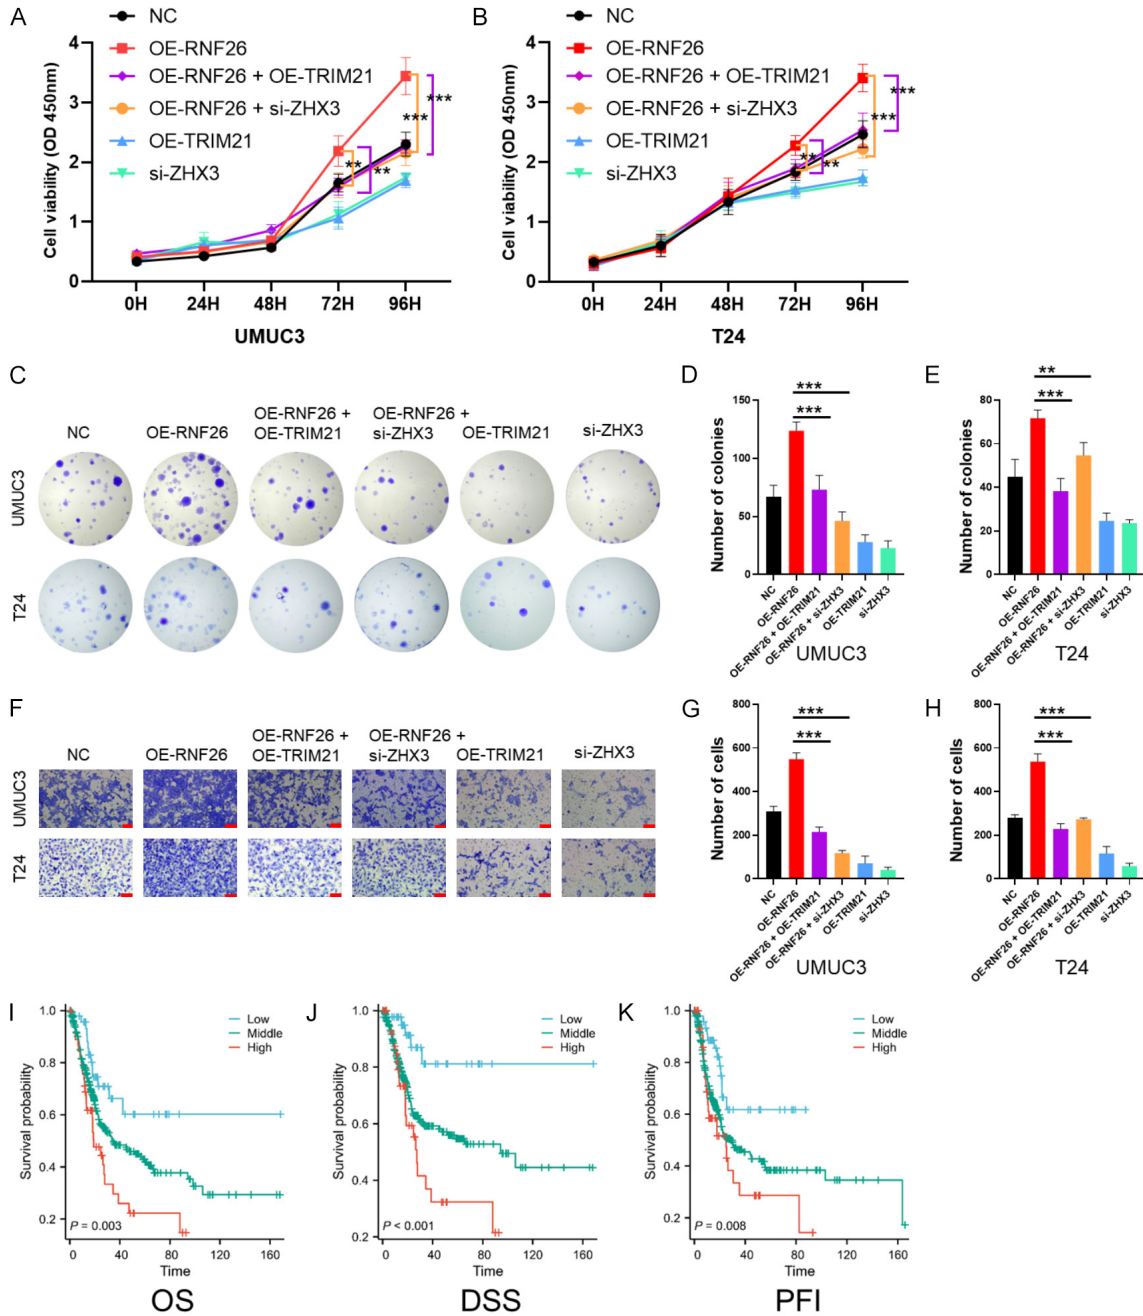 A
NC
OE-RNF26
OE-RNF26 + OE-TRIM21
OE-RNF26 + si-ZHX3
OE-TRIM21
si-ZHX3
Cell viability (OD 450nm)
4
3
2
1
0
0H 24H 48H 72H 96H
UMUC3
**
**
***
***
B
NC
OE-RNF26
OE-RNF26 + OE-TRIM21
OE-RNF26 + si-ZHX3
OE-TRIM21
si-ZHX3
Cell viability (OD 450nm)
4
3
2
1
0
0H 24H 48H 72H 96H
T24
**
**
***
***
C
NC
OE-RNF26
OE-RNF26 +
OE-TRIM21
OE-RNF26 +
si-ZHX3
OE-TRIM21
si-ZHX3
UMUC3
T24
D
Number of colonies
150
100
50
0
***
***
NC
OE-RNF26
OE-RNF26 + OE-TRIM21
OE-RNF26 + si-ZHX3
OE-TRIM21
si-ZHX3
UMUC3
E
Number of colonies
80
60
40
20
0
**
***
NC
OE-RNF26
OE-RNF26 + OE-TRIM21
OE-RNF26 + si-ZHX3
OE-TRIM21
si-ZHX3
T24
F
NC
OE-RNF26
OE-RNF26 +
OE-TRIM21
OE-RNF26 +
si-ZHX3
OE-TRIM21
si-ZHX3
UMUC3
T24
G
Number of cells
800
600
400
200
0
***
***
NC
OE-RNF26
OE-RNF26 + OE-TRIM21
OE-RNF26 + si-ZHX3
OE-TRIM21
si-ZHX3
UMUC3
H
Number of cells
800
600
400
200
0
***
***
NC
OE-RNF26
OE-RNF26 + OE-TRIM21
OE-RNF26 + si-ZHX3
OE-TRIM21
si-ZHX3
T24
I
Survival probability
1.0
0.8
0.6
0.4
0.2
Low
Middle
High
P = 0.003
0 40 80 120 160
Time
OS
J
Survival probability
1.0
0.8
0.6
0.4
0.2
Low
Middle
High
P < 0.001
0 40 80 120 160
Time
DSS
K
Survival probability
1.0
0.8
0.6
0.4
0.2
Low
Middle
High
P = 0.008
0 40 80 120 160
Time
PFI